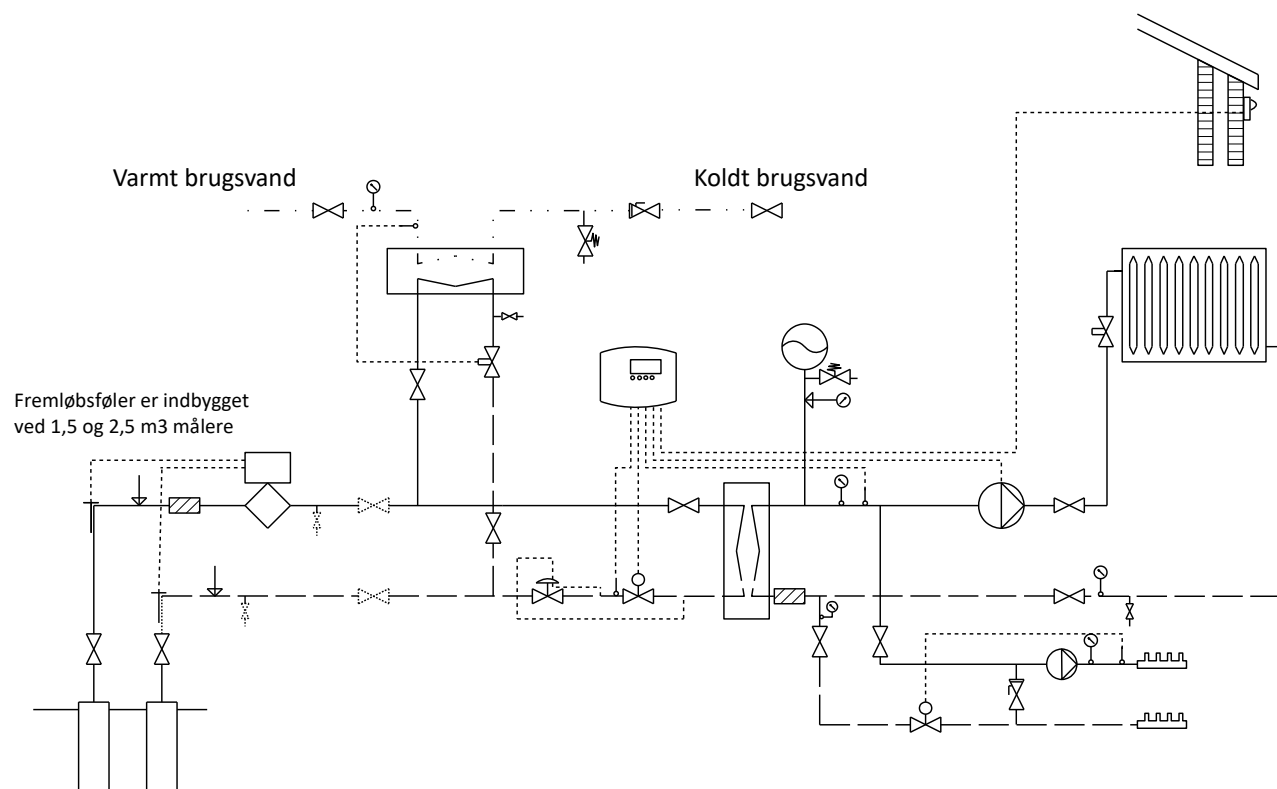 Varmt brugsvand
Koldt brugsvand
Fremløbsføler er indbygget
ved 1,5 og 2,5 m3 målere